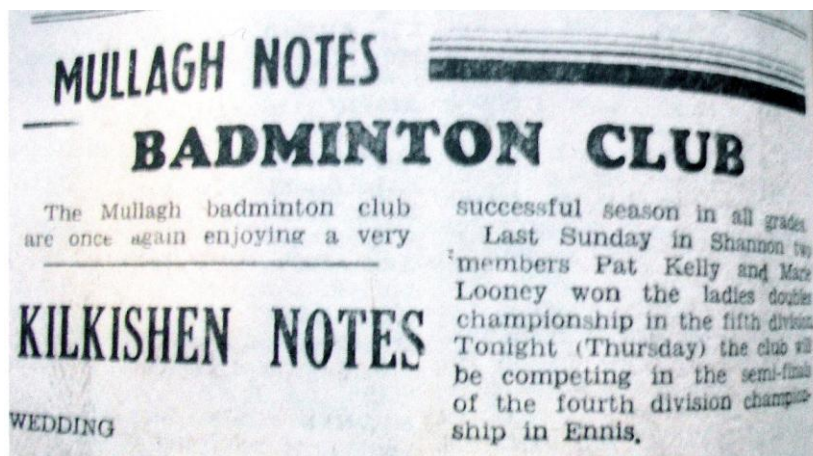 MULLAGH NOTES
BADMINTON CLUB
The Mullagh badminton club
are once again enjoying a very
successful season in all grades.
Last Sunday in Shannon two
members Pat Kelly and Marie
Looney won the ladies doubles
championship in the fifth division
Tonight (Thursday) the club will
be competing in the semi-finals
of the fourth division champion-
ship in Ennis.
KILKISHEN NOTES
WEDDING